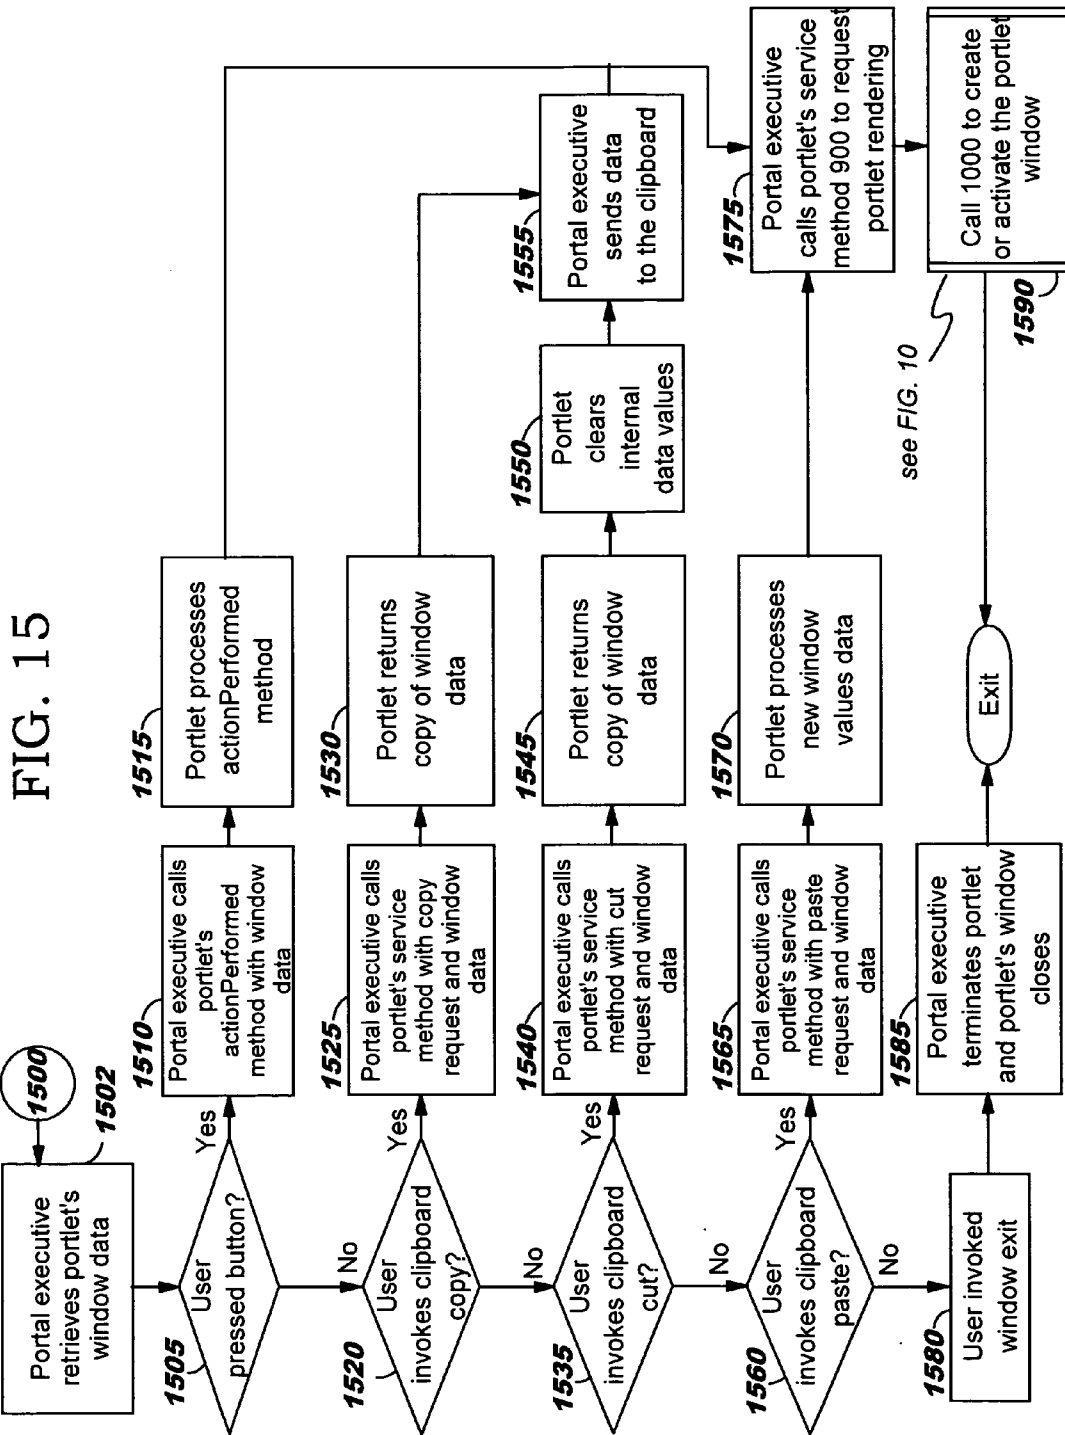 FIG. 15
1500
1502
Portal executive
retrieves portlet's
window data
1505
User
pressed button?
Yes
No
1510
Portal executive calls
portlet's
actionPerformed
method with window
data
1515
Portlet processes
actionPerformed
method
1520
User
invokes clipboard
copy?
Yes
No
1525
Portal executive calls
portlet's service
method with copy
request and window
data
1530
Portlet returns
copy of window
data
1535
User
invokes clipboard
cut?
Yes
No
1540
Portal executive calls
portlet's service
method with cut
request and window
data
1545
Portlet returns
copy of window
data
1550
Portlet
clears
internal
data values
1555
Portal executive
sends data
to the clipboard
1560
User
invokes clipboard
paste?
Yes
No
1565
Portal executive calls
portlet's service
method with paste
request and window
data
1570
Portlet processes
new window
values data
1575
Portal executive
calls portlet's service
method 900 to request
portlet rendering
1580
User invoked
window exit
1585
Portal executive
terminates portlet
and portlet's window
closes
Exit
see FIG. 10
Call 1000 to create
or activate the portlet
window
1590